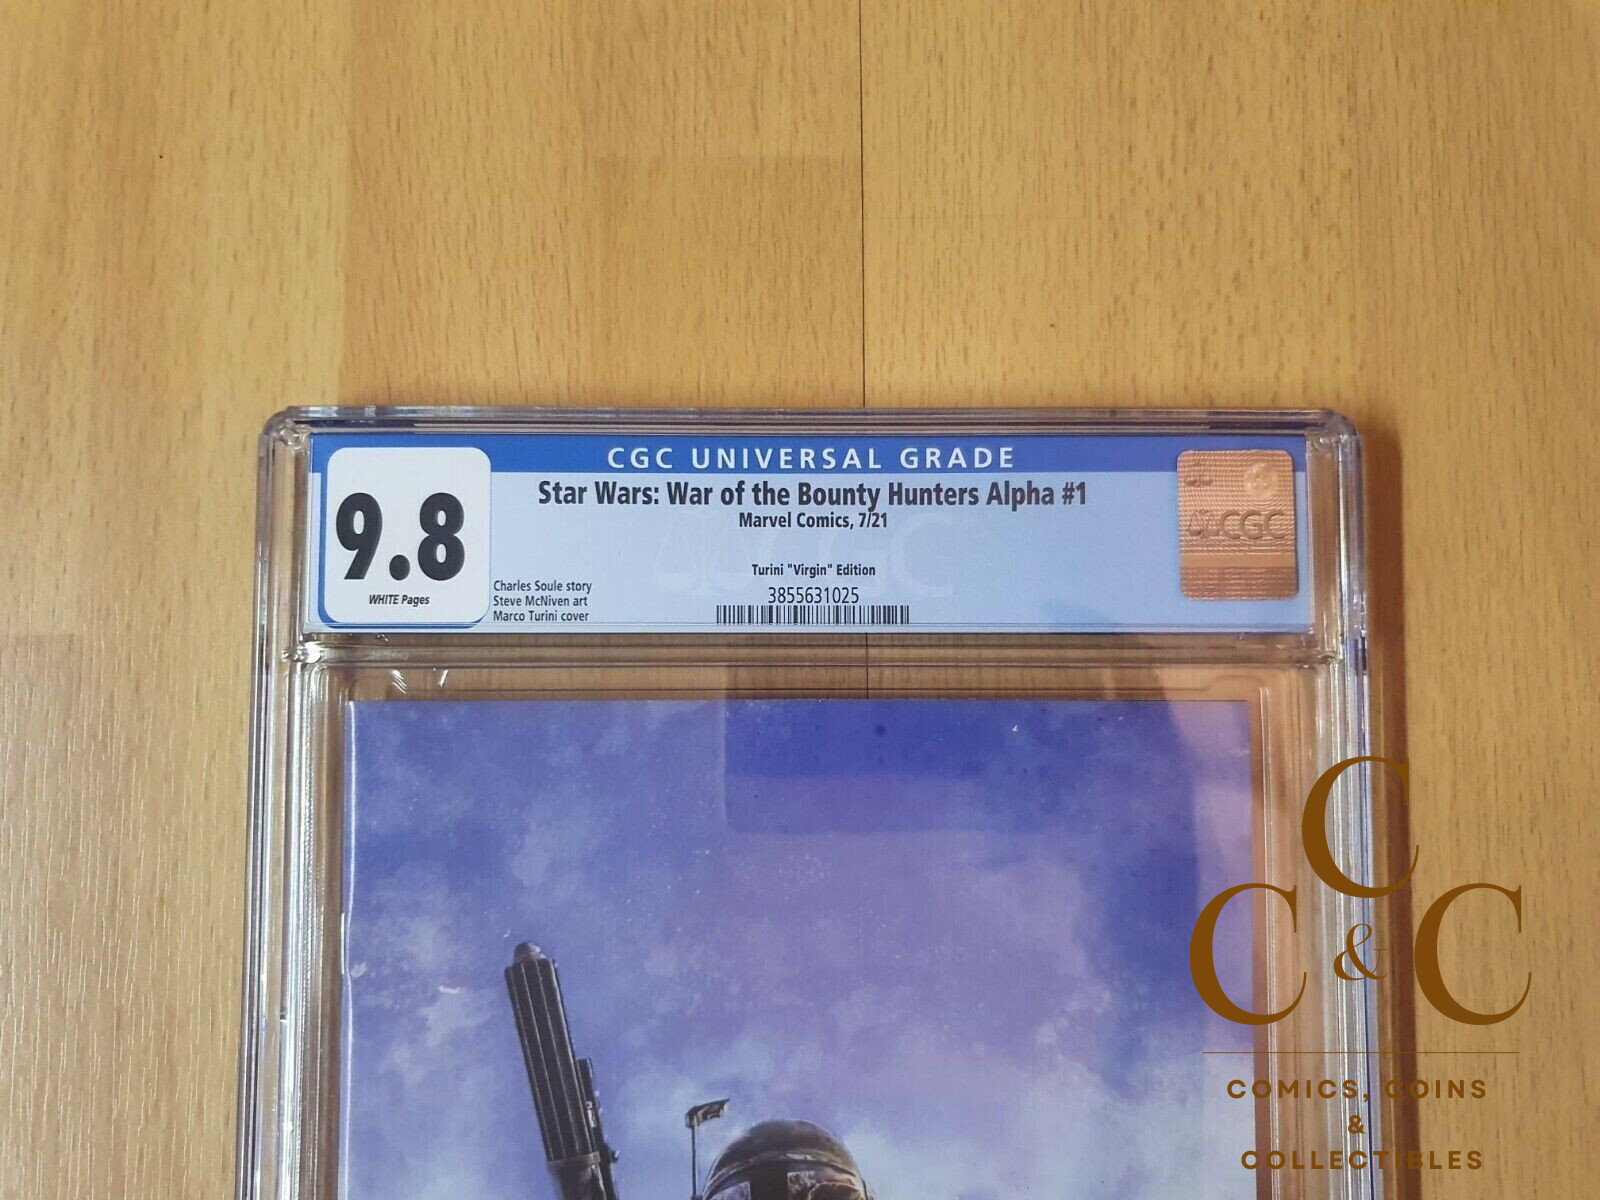 CGC UNIVERSAL GRADE
9.8
WHITE Pages
Star Wars: War of the Bounty Hunters Alpha #1
Marvel Comics, 7/21
Turini "Virgin" Edition
3855631025
Charles Soule story
Steve McNiven art
Marco Turini cover
CGC
CGC
C
C & C
COMICS, COINS
&
COLLECTIBLES